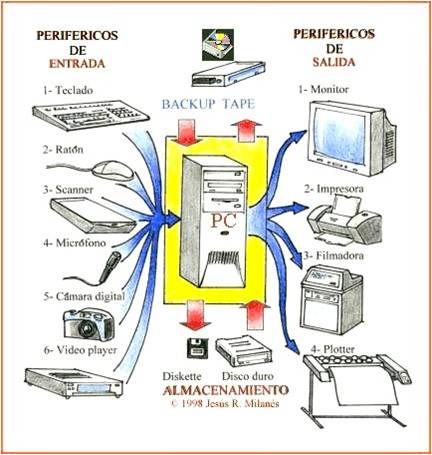 PERIFERICOS
DE
ENTRADA
1- Teclado
2- Ratón
3- Scanner
4- Micrófono
5- Cámara digital
6- Video player
BACKUP TAPE
PC
Diskette
Disco duro
ALMACENAMIENTO
© 1998 Jesús R. Milanés
PERIFERICOS
DE
SALIDA
1- Monitor
2- Impresora
3- Filmadora
4- Plotter